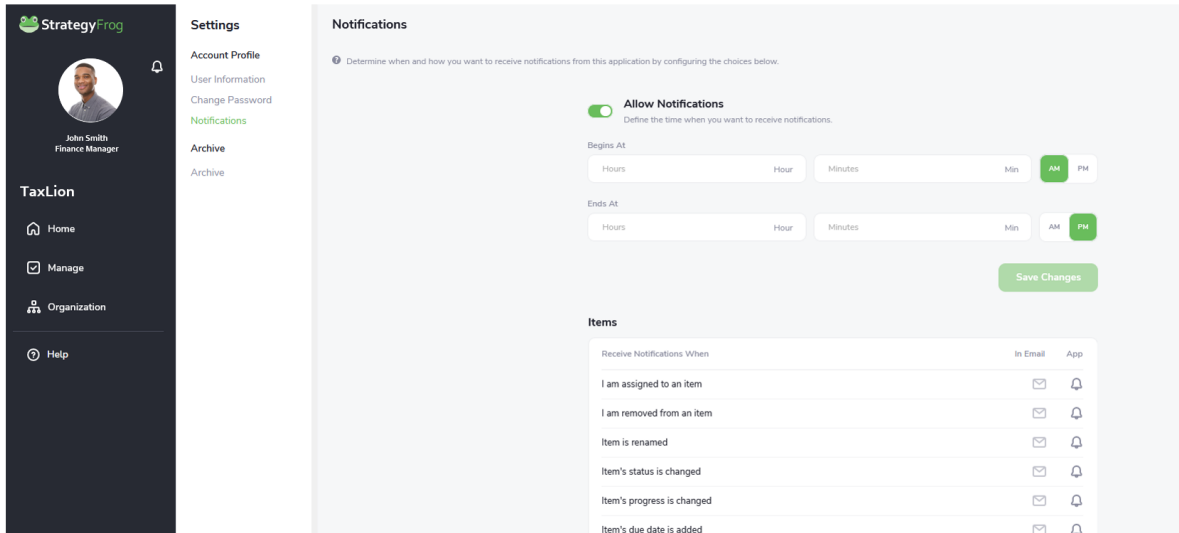 StrategyFrog
John Smith
Finance Manager
TaxLion
Home
Manage
Organization
Help
Settings
Account Profile
User Information
Change Password
Notifications
Archive
Archive
Notifications
Determine when and how you want to receive notifications from this application by configuring the choices below.
Allow Notifications
Define the time when you want to receive notifications.
Begins At
Hours Hour Minutes Min AM PM
Ends At
Hours Hour Minutes Min AM PM
Save Changes
Items
Receive Notifications When In Email App
I am assigned to an item
I am removed from an item
Item is renamed
Item's status is changed
Item's progress is changed
Item's due date is added